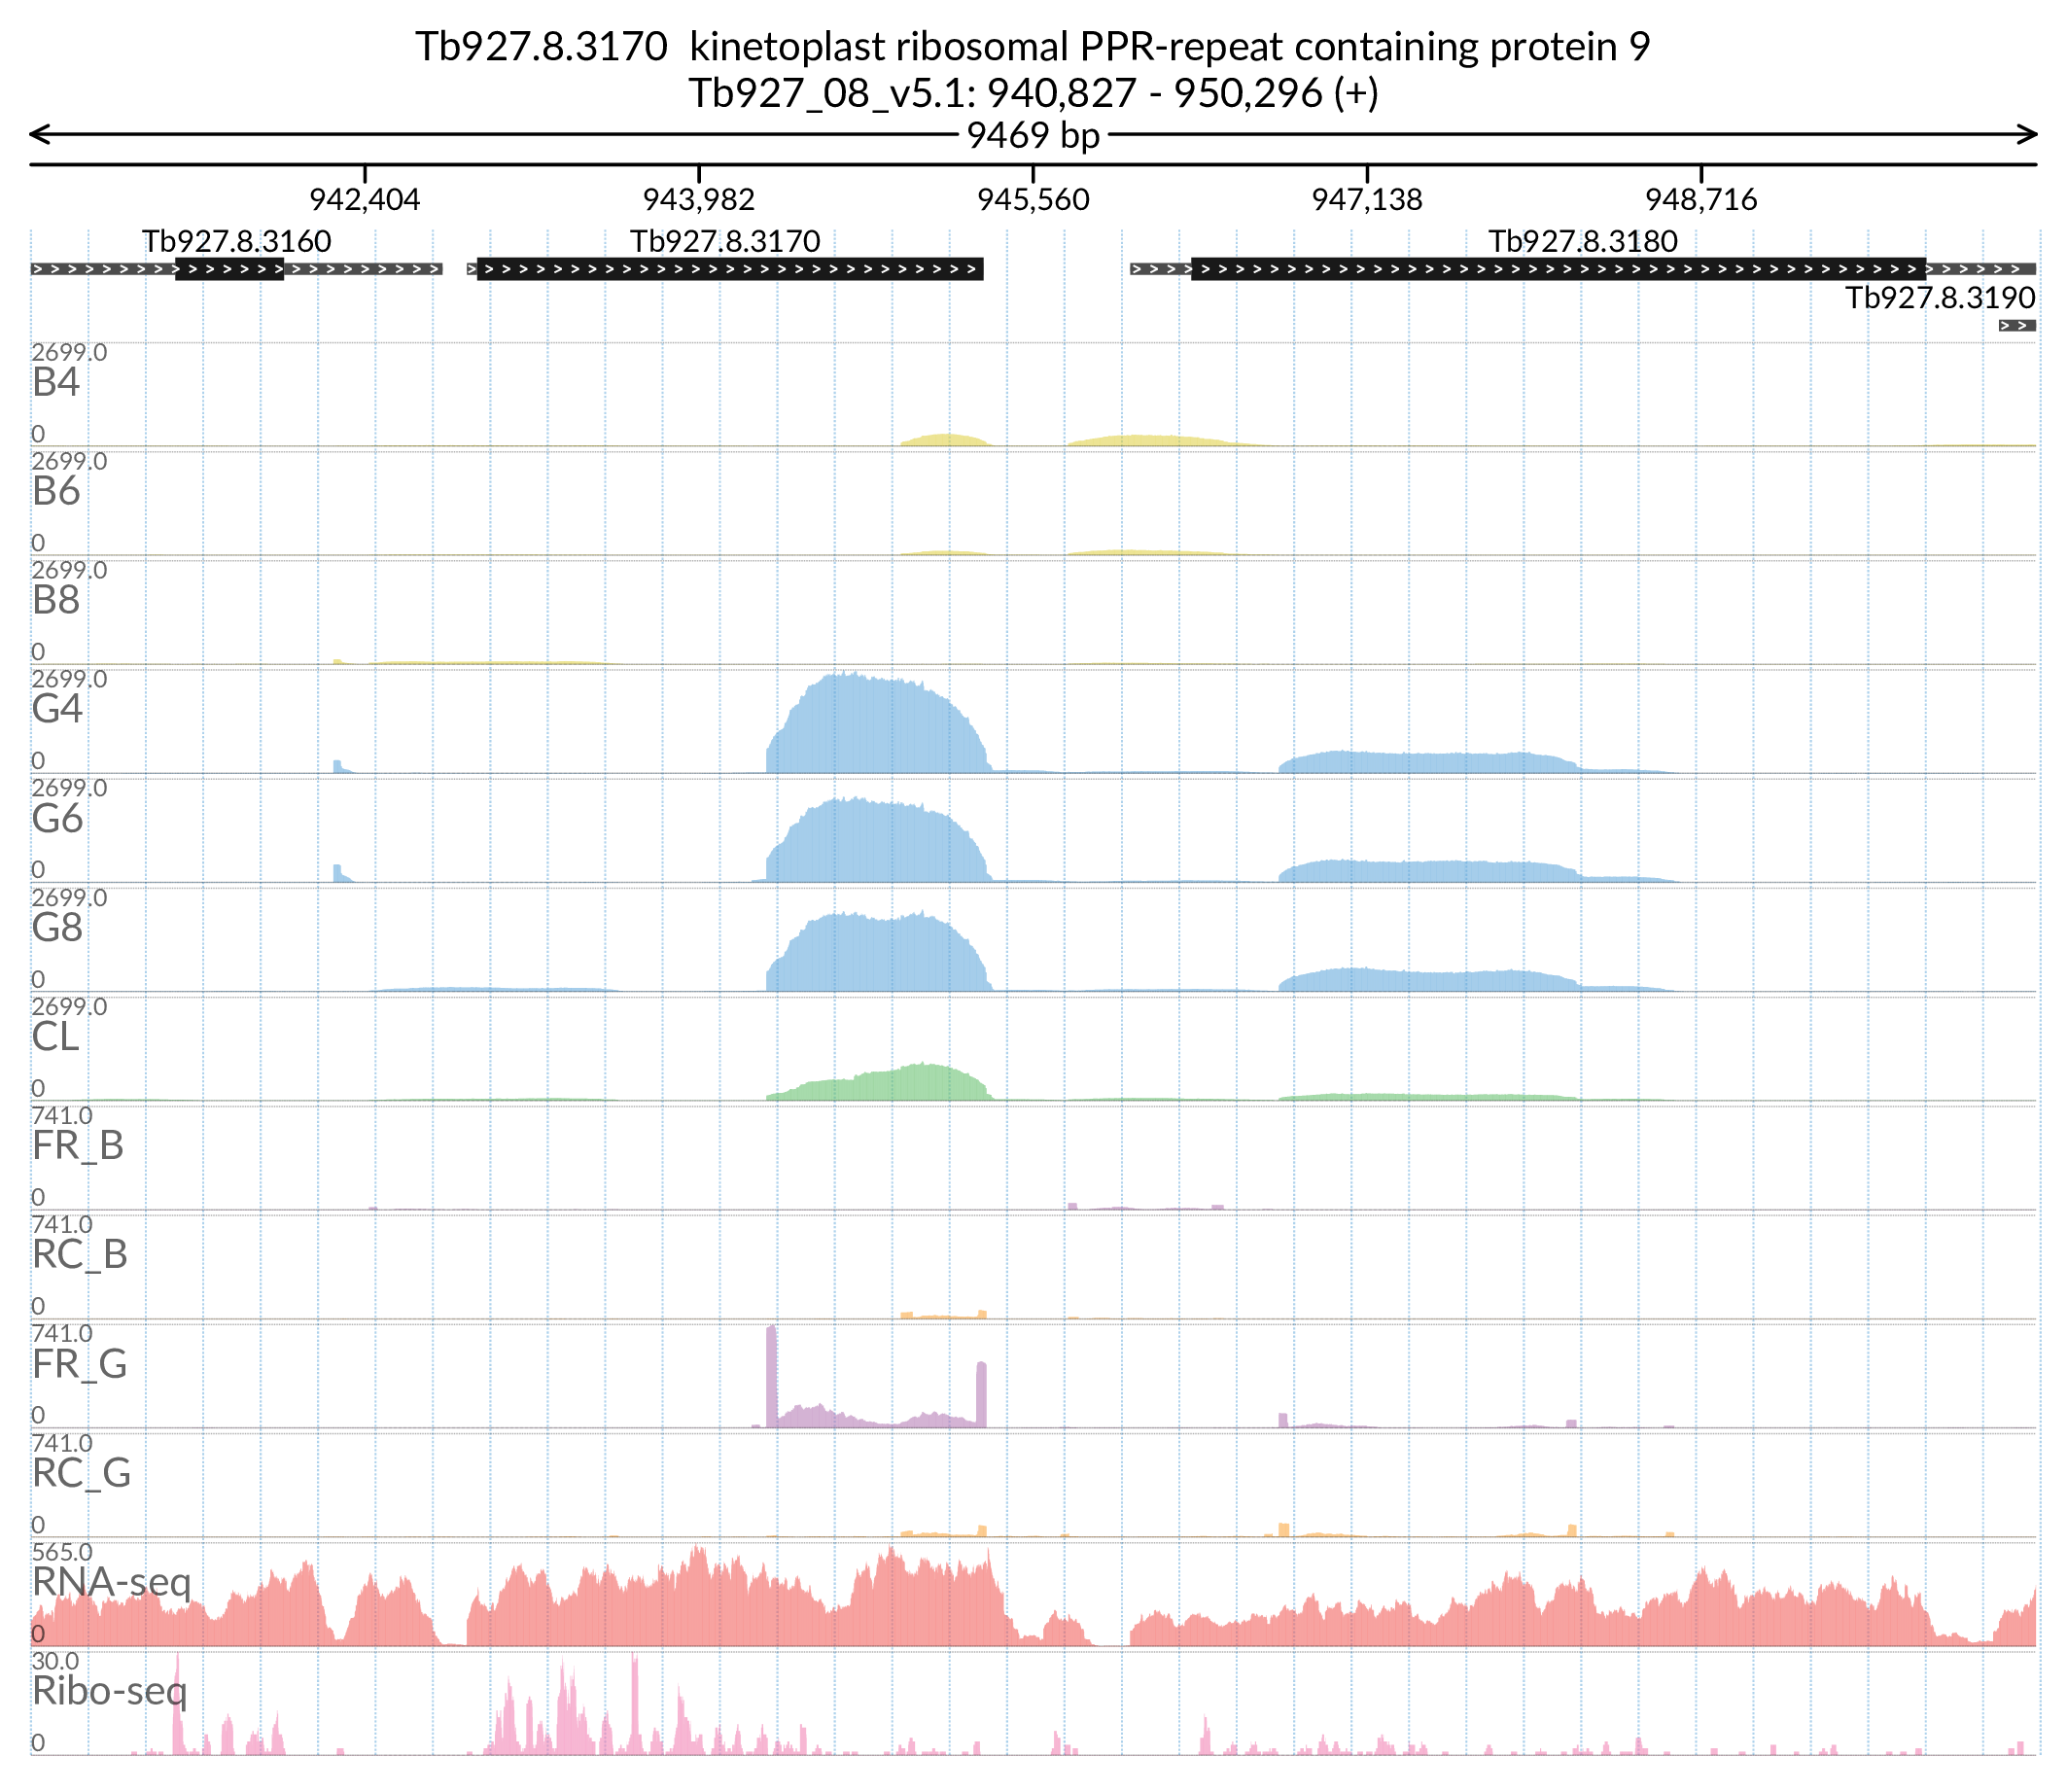 Tb927.8.3170 kinetoplast ribosomal PPR-repeat containing protein 9
Tb927_08_v5.1: 940,827 - 950,296 (+)
9469 bp
942,404 943,982 945,560 947,138 948,716
Tb927.8.3160 Tb927.8.3170 Tb927.8.3180
Tb927.8.3190
2699.0
B4
0
2699.0
B6
0
2699.0
B8
0
2699.0
G4
0
2699.0
G6
0
2699.0
G8
0
2699.0
CL
0
741.0
FR_B
0
741.0
RC_B
0
741.0
FR_G
0
741.0
RC_G
0
565.0
RNA-seq
0
30.0
Ribo-seq
0